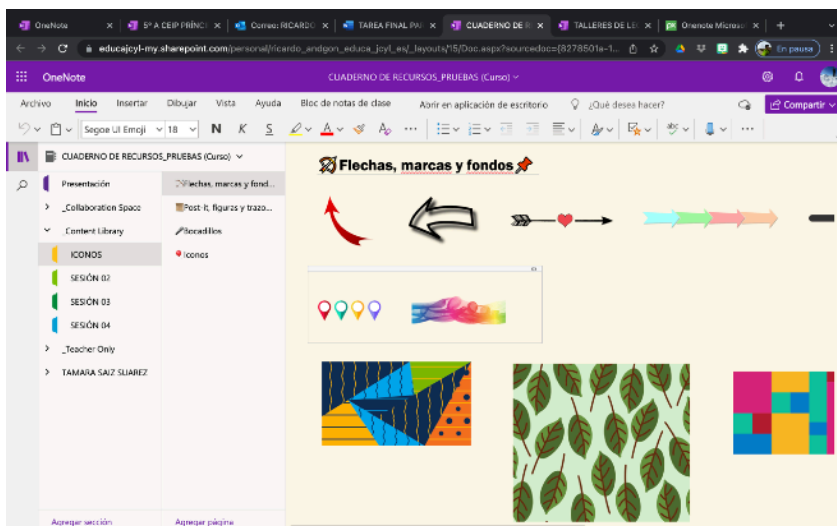 OneNote
5º A CEIP PRÍNC
Correo: RICARDO
TAREA FINAL PA
CUADERNO DE R
TALLERES DE LE
Onenote Microso
educajcyl-my.sharepoint.com/personal/ricardo_andgon_educa_jcyl_es/_layouts/15/Doc.aspx?sourcedoc={8278501a-1...
En pausa
OneNote
CUADERNO DE RECURSOS_PRUEBAS (Curso)
Archivo Inicio Insertar Dibujar Vista Ayuda Bloc de notas de clase Abrir en aplicación de escritorio ¿Qué desea hacer? Compartir
Segoe UI Emoji 18 N K S
CUADERNO DE RECURSOS_PRUEBAS (Curso)
Presentación
_Collaboration Space
_Content Library
ICONOS
SESIÓN 02
SESIÓN 03
SESIÓN 04
_Teacher Only
TAMARA SAIZ SUAREZ
Agregar sección
Flechas, marcas y fond...
Post-it, figuras y trazo...
Bocadillos
Iconos
Agregar página
Flechas, marcas y fondos